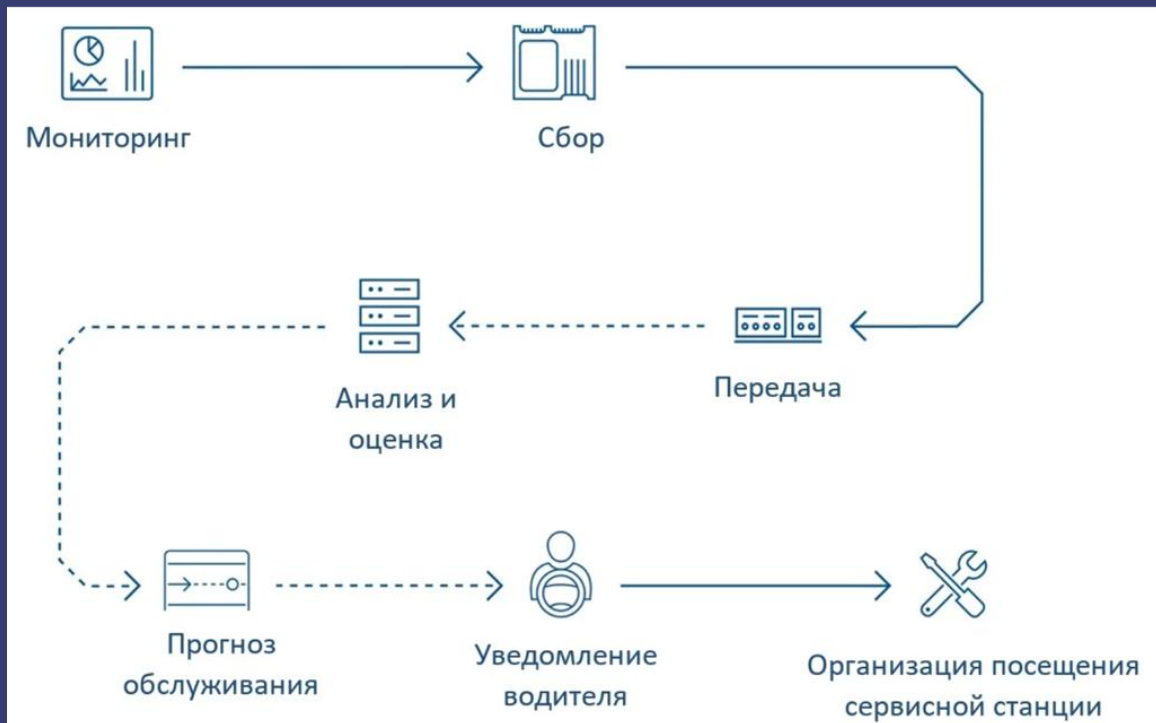 Мониторинг
Сбор
Передача
Анализ и
оценка
Прогноз
обслуживания
Уведомление
водителя
Организация посещения
сервисной станции